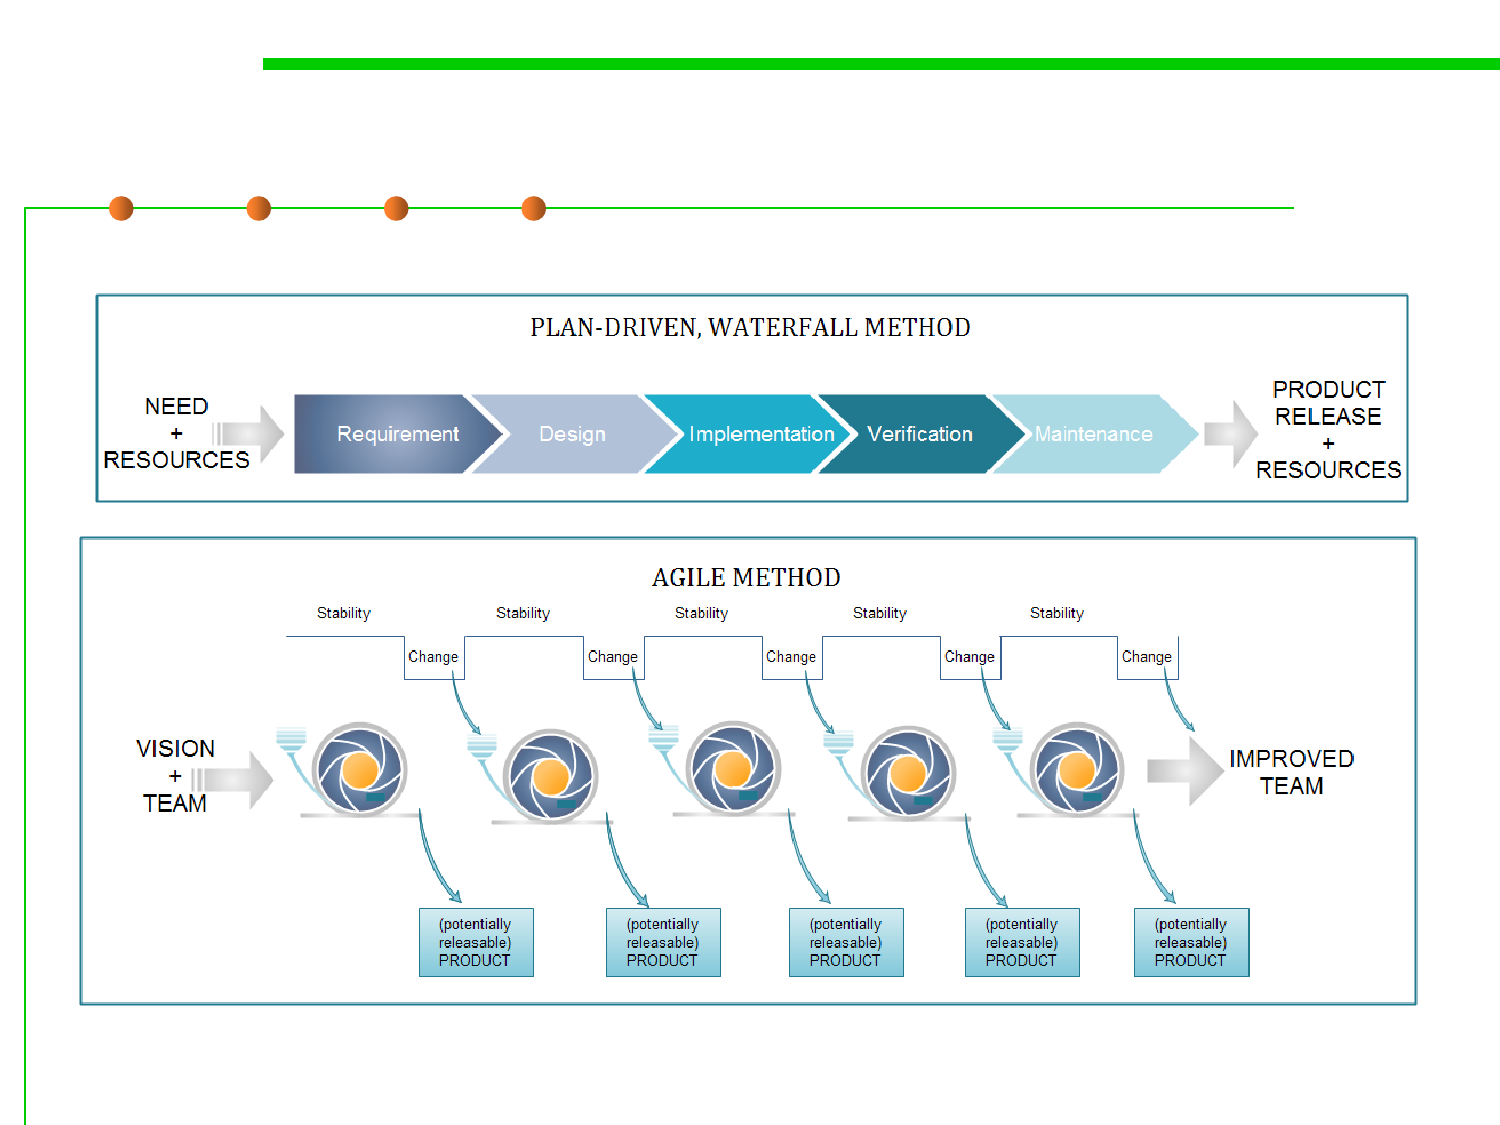 PLAN-DRIVEN, WATERFALL METHOD
NEED
+
RESOURCES
Requirement
Design
Implementation
Verification
Maintenance
PRODUCT
RELEASE
+
RESOURCES
AGILE METHOD
Stability
Stability
Stability
Stability
Stability
Change
Change
Change
Change
Change
VISION
+
TEAM
IMPROVED
TEAM
(potentially
releasable)
PRODUCT
(potentially
releasable)
PRODUCT
(potentially
releasable)
PRODUCT
(potentially
releasable)
PRODUCT
(potentially
releasable)
PRODUCT